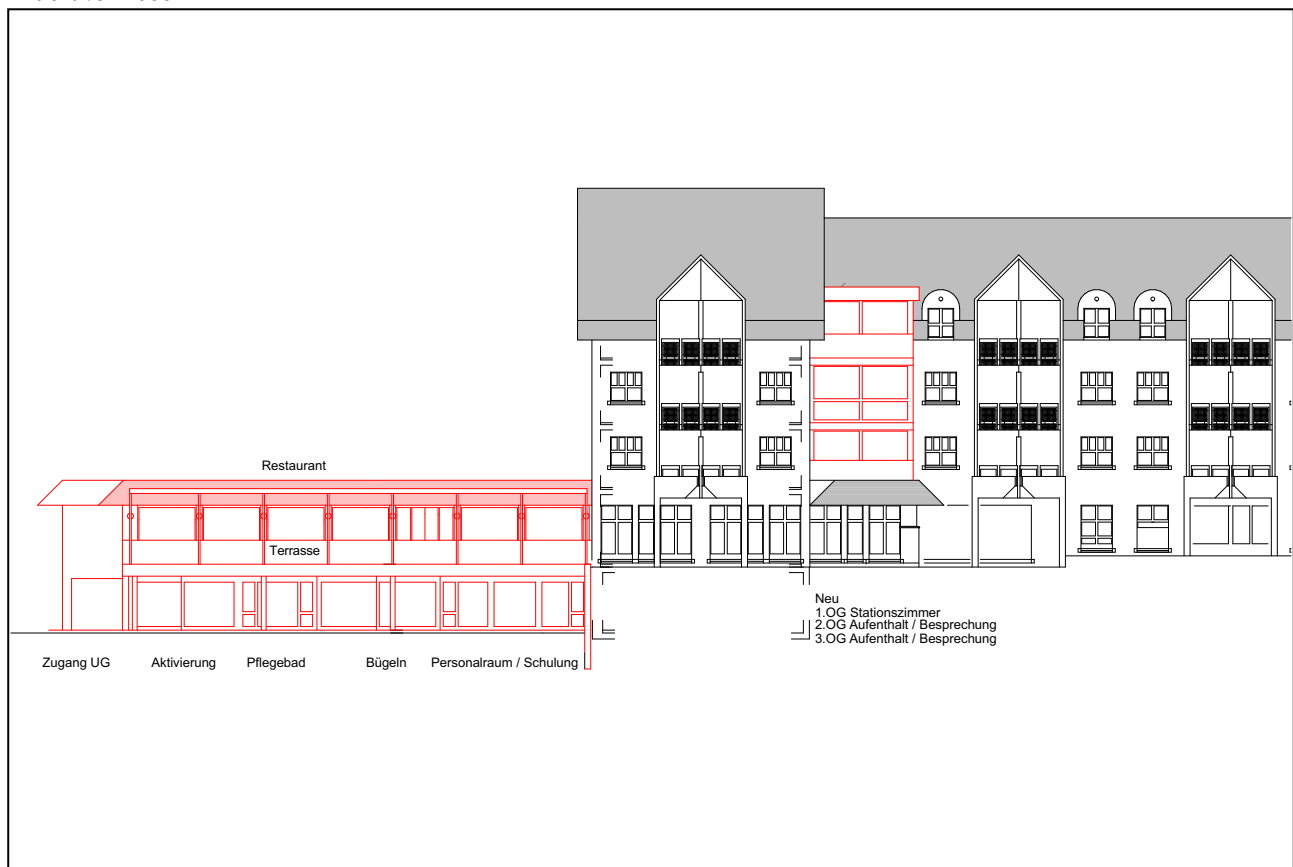 Restaurant
Terrasse
Neu
1.OG Stationszimmer
2.OG Aufenthalt / Besprechung
3.OG Aufenthalt / Besprechung
Zugang UG Aktivierung Pflegebad Bügeln Personalraum / Schulung